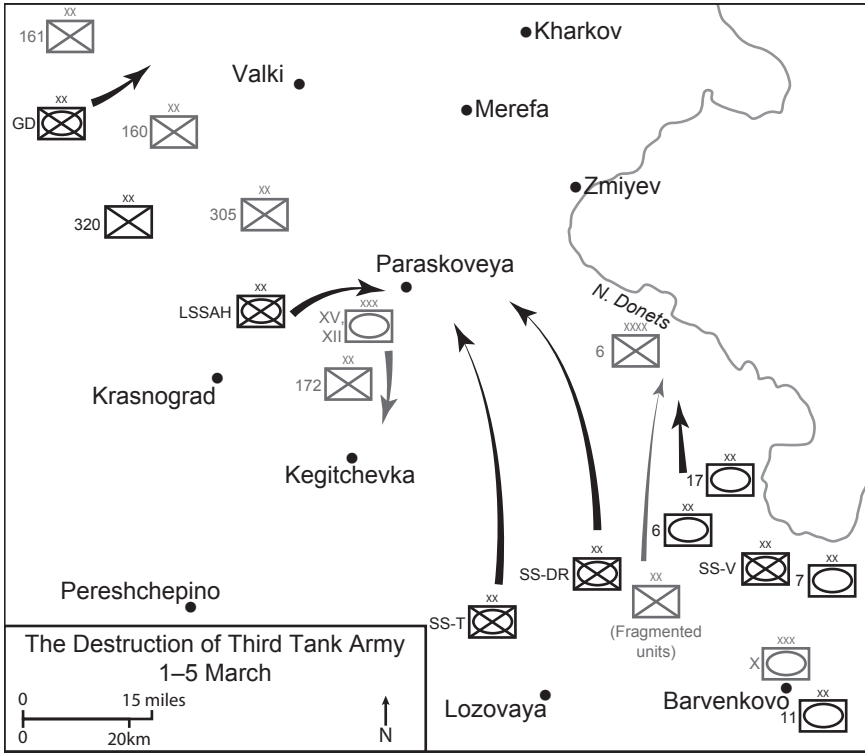 xx
161
Kharkov
Valki
xx
GD
xx
160
Merefa
xx
320
xx
305
Zmiyev
Paraskoveya
xx
LSSAH
xxx
XV,
XII
N. Donets
xxxx
6
xx
172
Krasnograd
Kegitchevka
xx
17
xx
6
xx
SS-DR
xx
SS-V
xx
7
Pereshchepino
xx
SS-T
xx
(Fragmented
units)
The Destruction of Third Tank Army
1–5 March
0 15 miles
0 20km
N
Lozovaya
xxx
X
Barvenkovo
xx
11